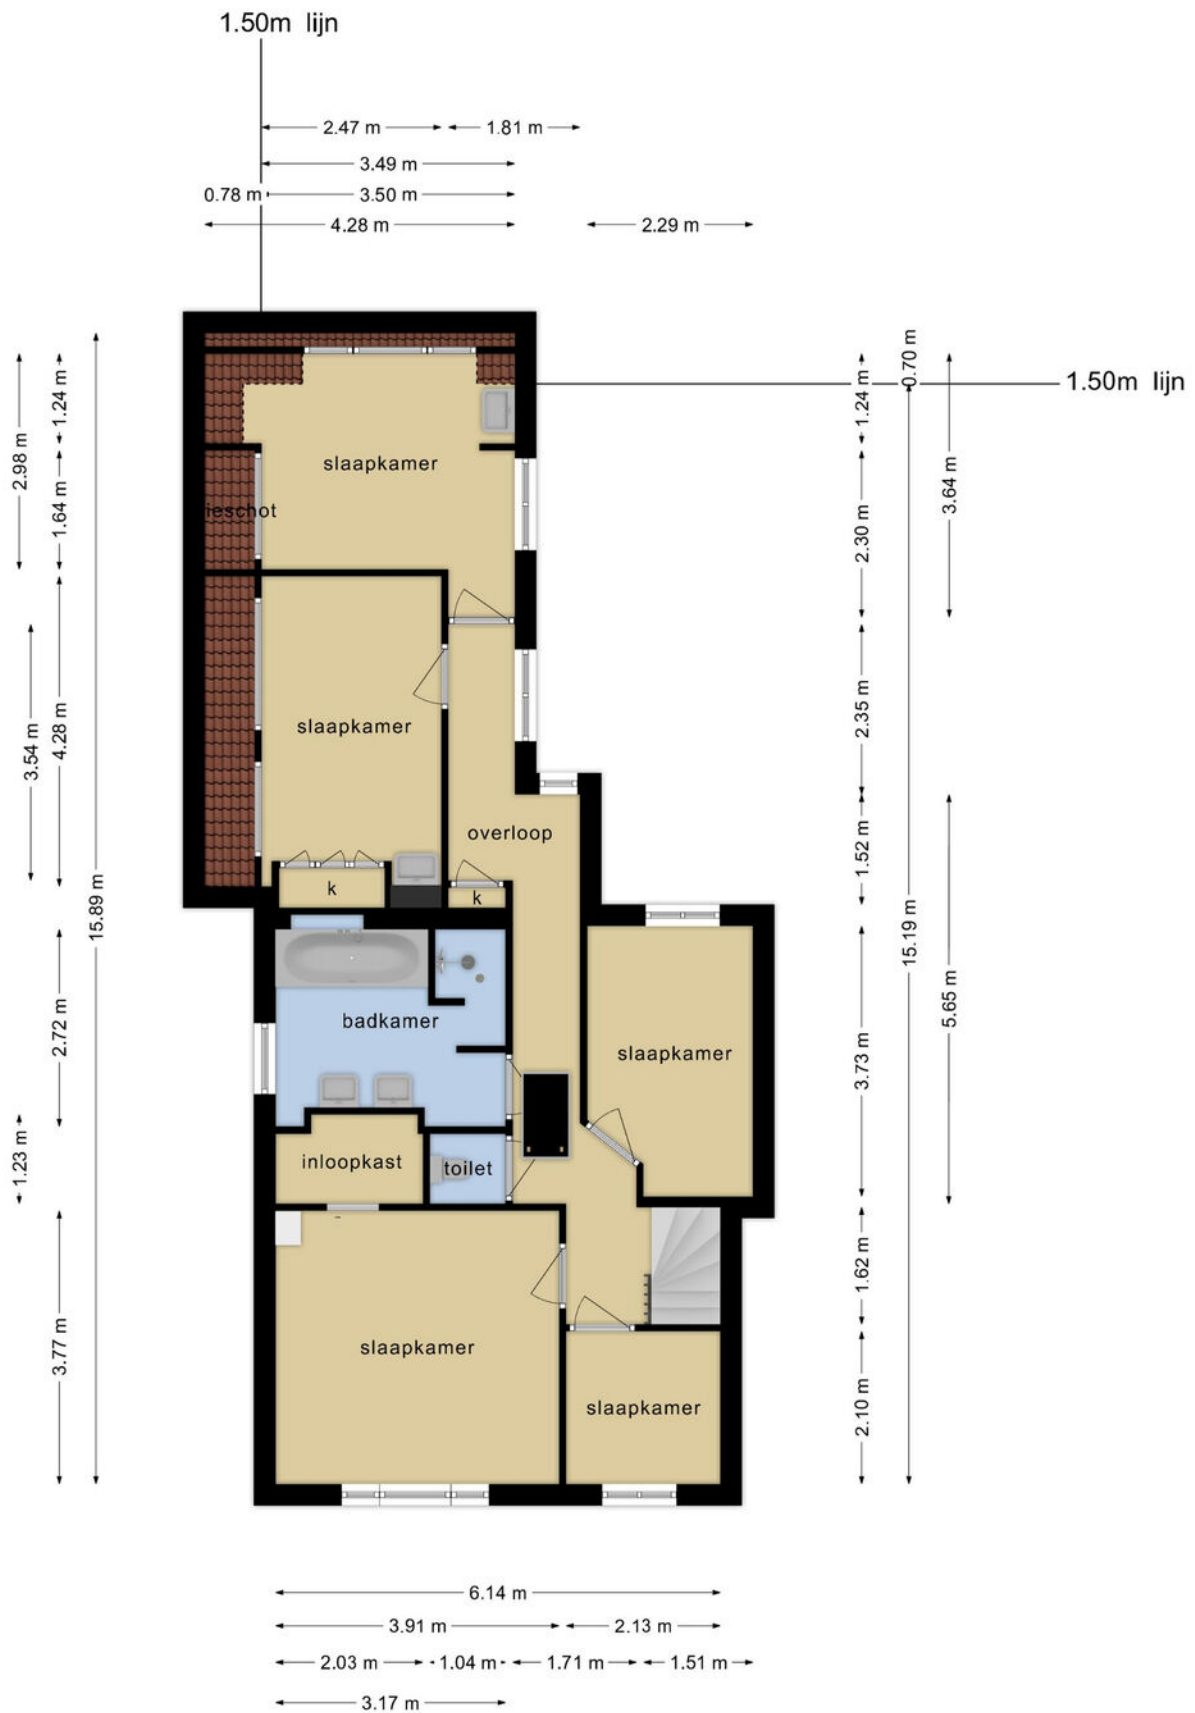 1.50m lijn
2.47 m
1.81 m
3.49 m
0.78 m
3.50 m
4.28 m
2.29 m
1.50m lijn
0.70 m
1.24 m
1.24 m
2.98 m
1.64 m
slaapkamer
ieschot
2.30 m
3.64 m
3.54 m
4.28 m
slaapkamer
2.35 m
overloop
1.52 m
k
k
15.89 m
15.19 m
2.72 m
badkamer
slaapkamer
3.73 m
5.65 m
1.23 m
inloopkast
toilet
1.62 m
3.77 m
slaapkamer
slaapkamer
2.10 m
6.14 m
3.91 m
2.13 m
2.03 m
1.04 m
1.71 m
1.51 m
3.17 m